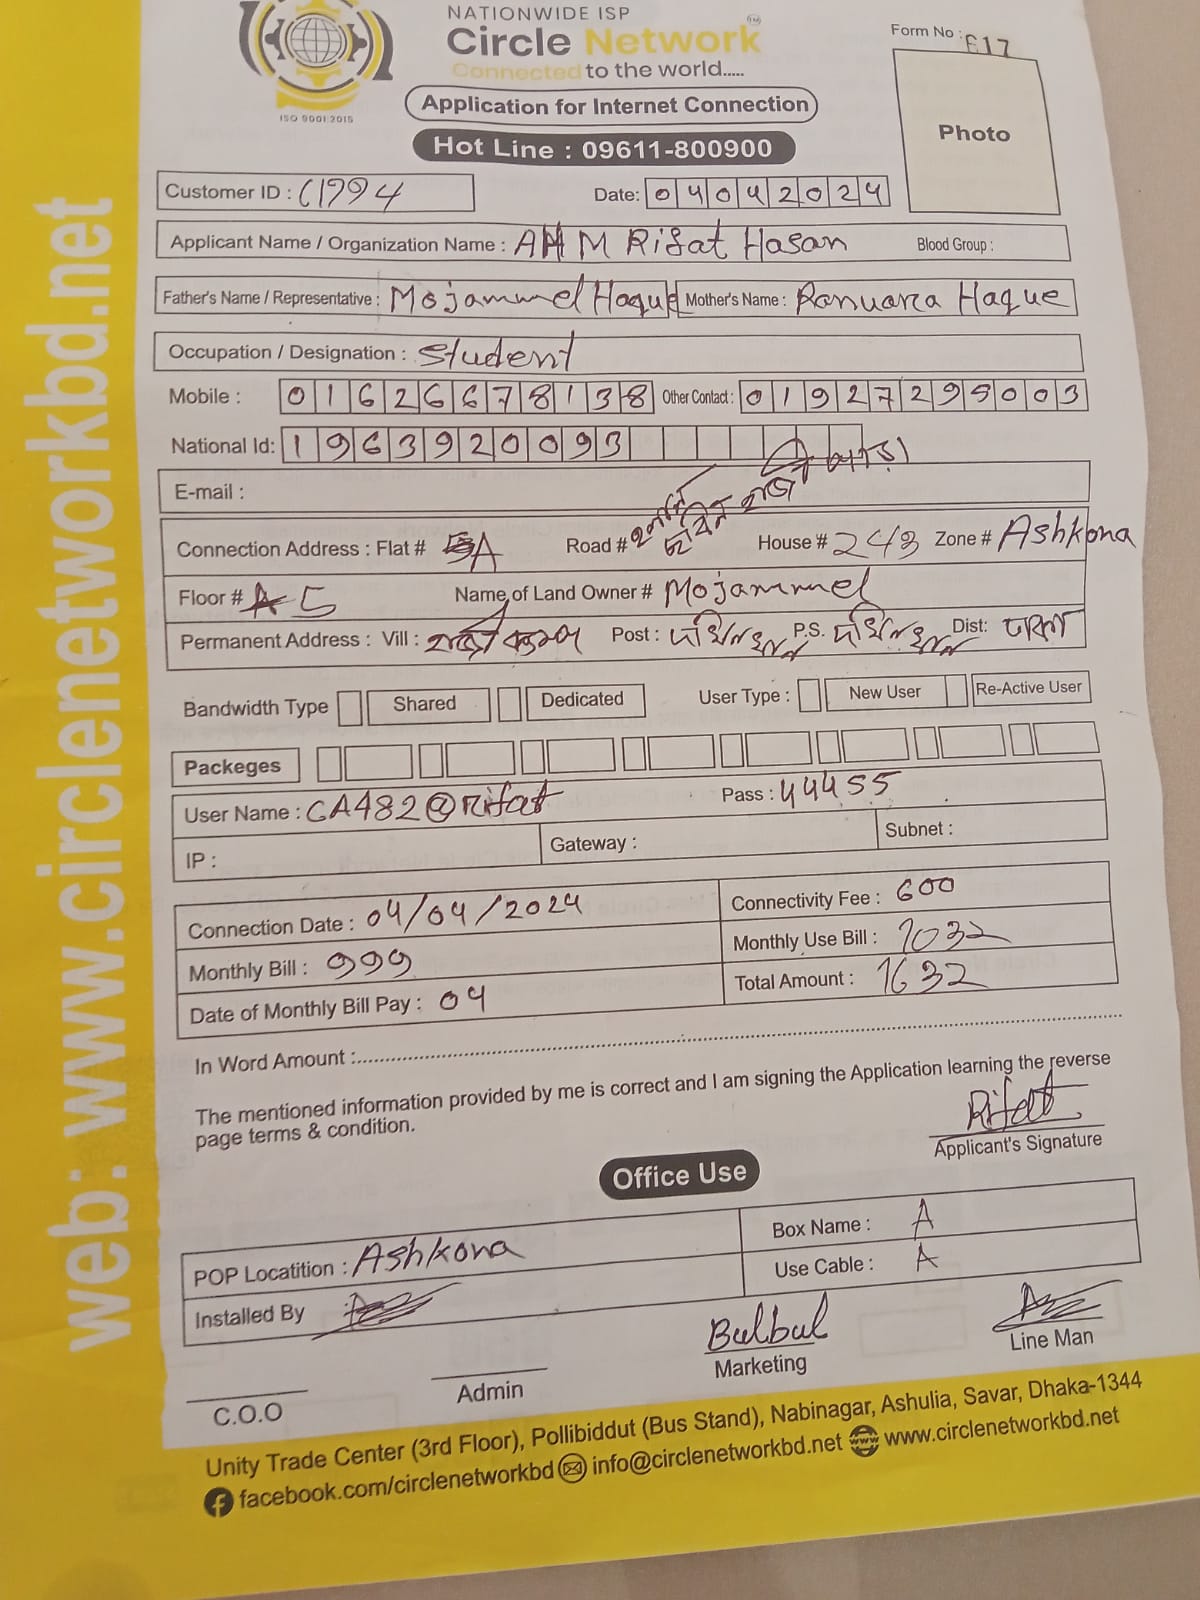 NATIONWIDE ISP
Circle Network
Connected to the world.....
ISO 9001:2015
Form No : 617
Application for Internet Connection
Photo
Hot Line : 09611-800900
Customer ID : C1994 Date: 04042024
Applicant Name / Organization Name : AHM Rifat Hasan Blood Group :
Father's Name / Representative : Mojammel Haque Mother's Name : Ranuara Haque
Occupation / Designation : Student
Mobile : 01626678138 Other Contact : 01927295003
National Id: 1963920093
E-mail :
Connection Address : Flat # A Road # House # 243 Zone # Ashkona
Floor # 5 Name of Land Owner # Mojammel
Permanent Address : Vill : Post : P.S. Dist: ঢাকা
Bandwidth Type Shared Dedicated User Type : New User Re-Active User
Packeges
User Name : CA482@Rifat Pass : 44455
IP : Gateway : Subnet :
Connection Date : 04/04/2024 Connectivity Fee : 600
Monthly Bill : 999 Monthly Use Bill : 1032
Date of Monthly Bill Pay : 04 Total Amount : 1632
In Word Amount :
The mentioned information provided by me is correct and I am signing the Application learning the reverse
page terms & condition.
Rifat
Applicant's Signature
Office Use
POP Locatition : Ashkona Box Name : A
Installed By Use Cable : A
Bulbul
C.O.O Admin Marketing Line Man
Unity Trade Center (3rd Floor), Pollibiddut (Bus Stand), Nabinagar, Ashulia, Savar, Dhaka-1344
facebook.com/circlenetworkbd info@circlenetworkbd.net www.circlenetworkbd.net
web: www.circlenetworkbd.net